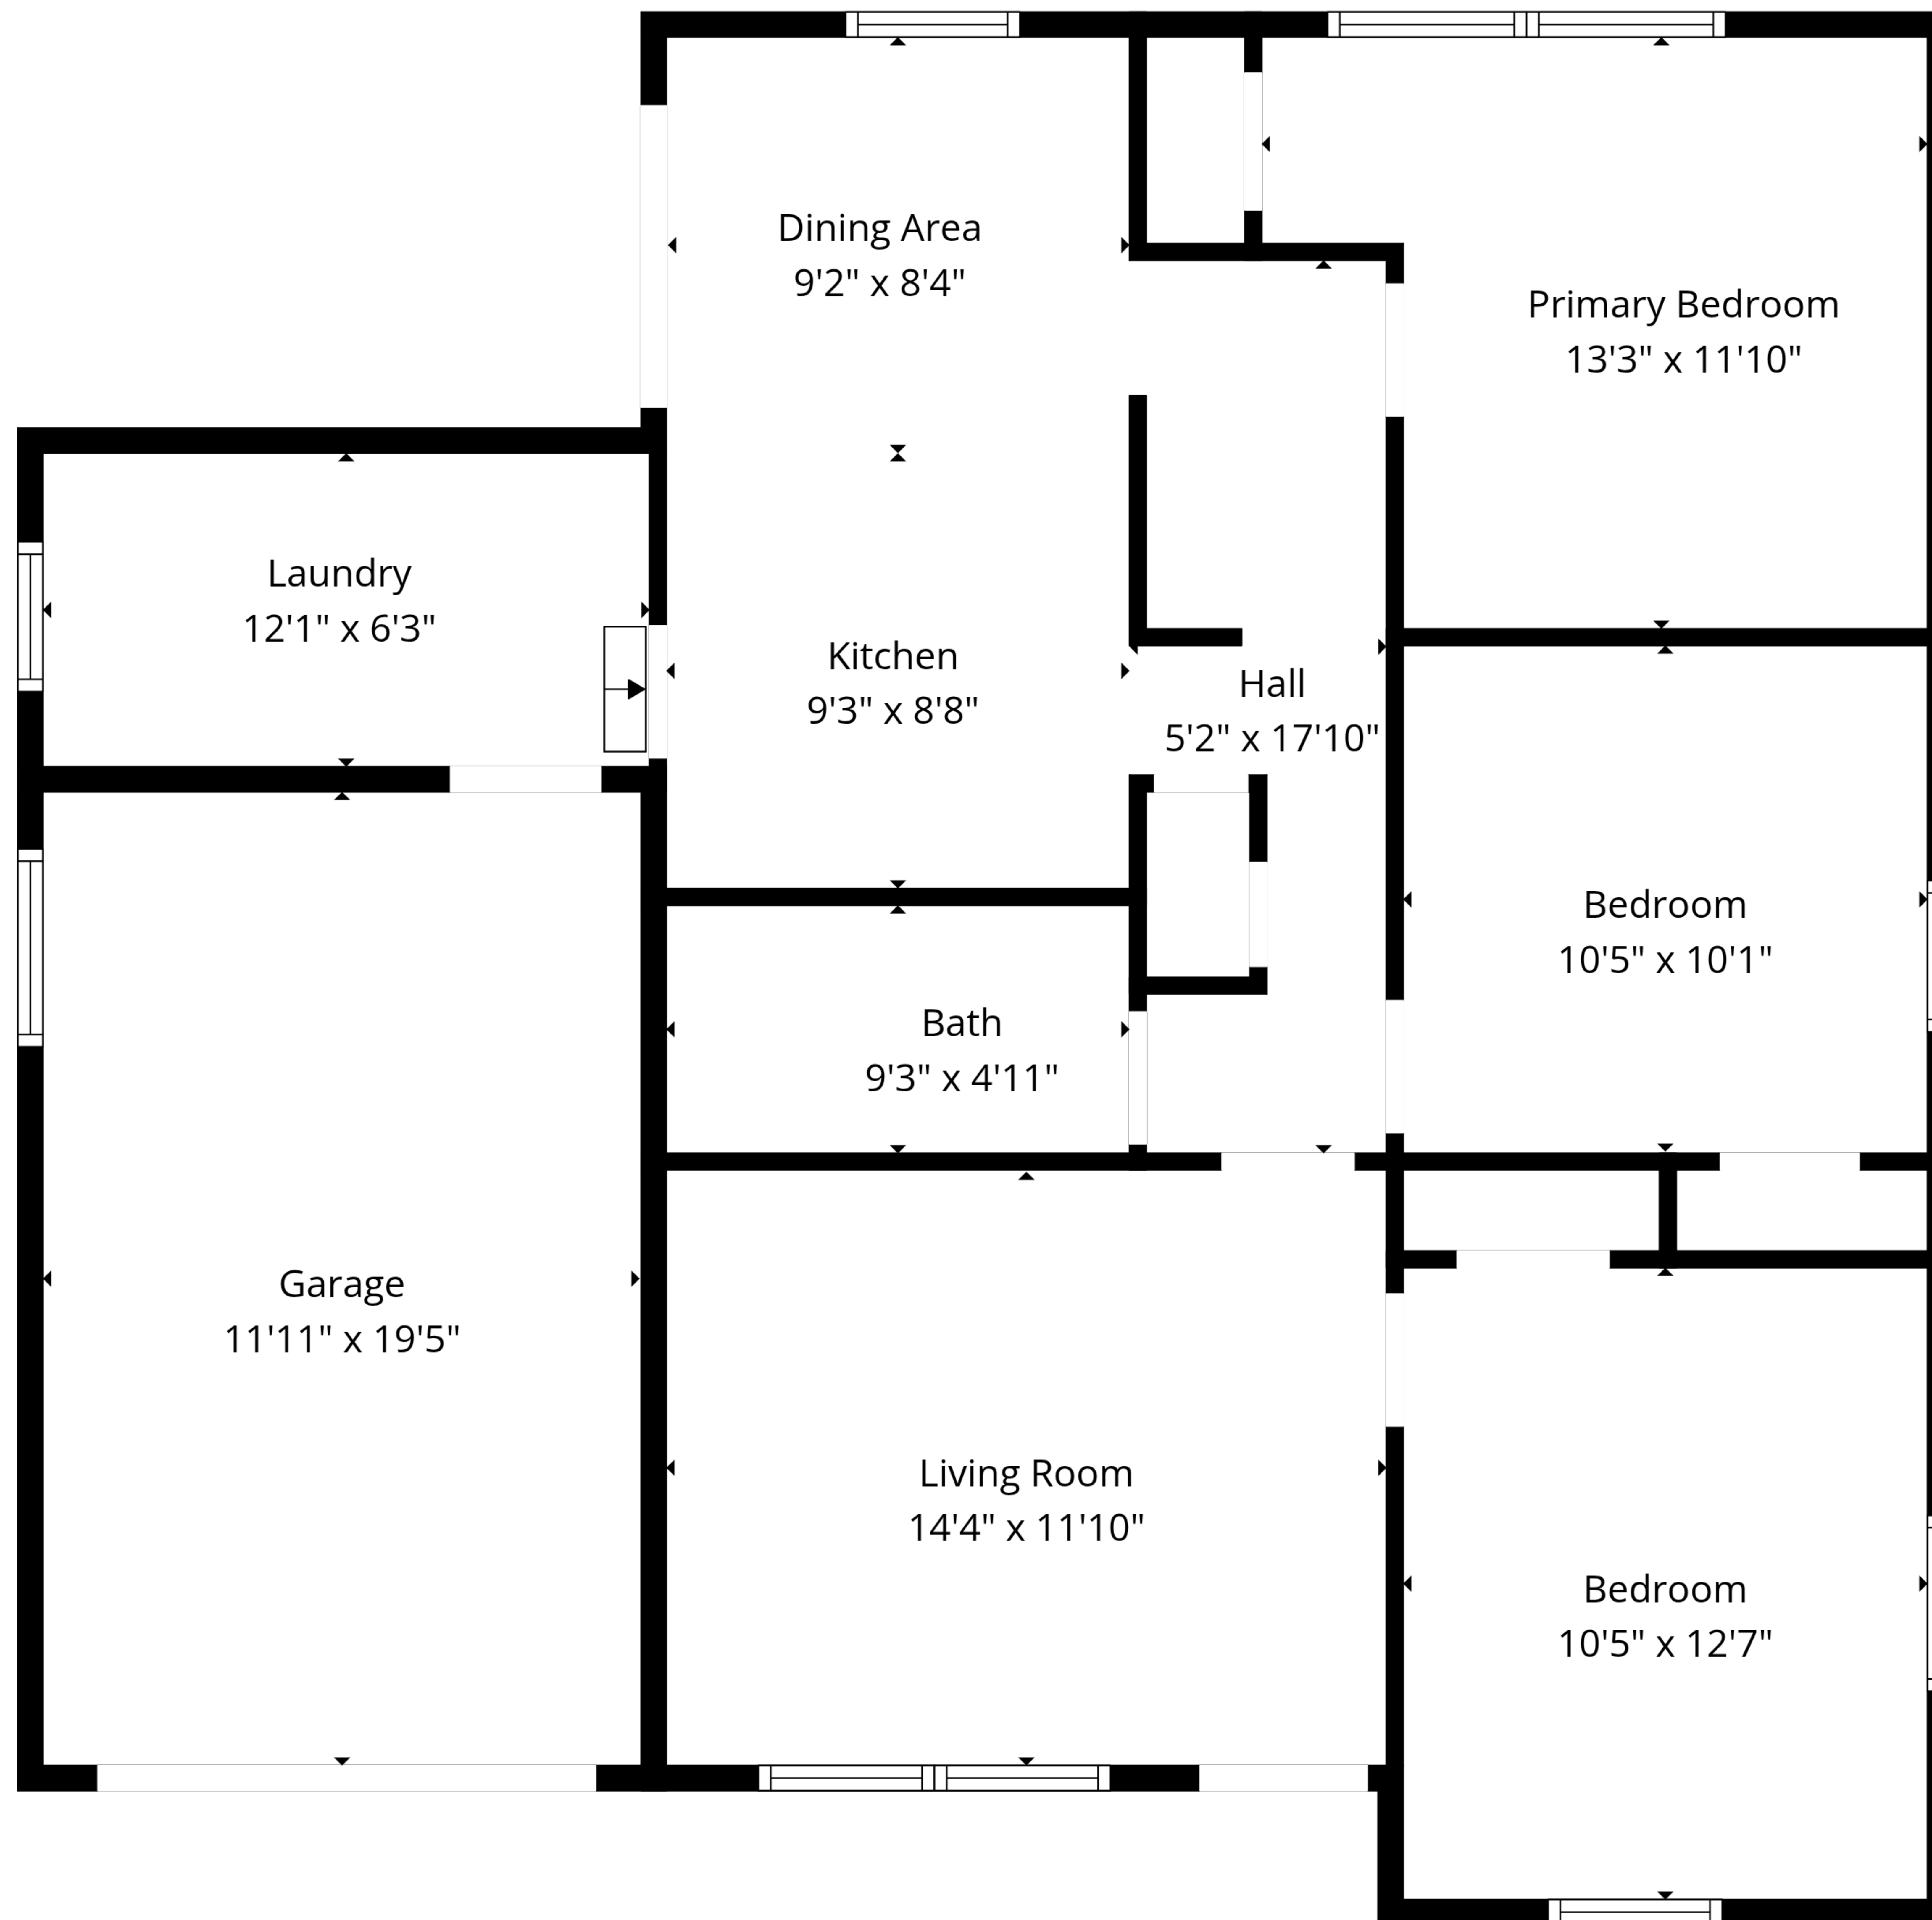 Dining Area
9'2" x 8'4"
Primary Bedroom
13'3" x 11'10"
Laundry
12'1" x 6'3"
Kitchen
9'3" x 8'8"
Hall
5'2" x 17'10"
Bedroom
10'5" x 10'1"
Bath
9'3" x 4'11"
Garage
11'11" x 19'5"
Living Room
14'4" x 11'10"
Bedroom
10'5" x 12'7"